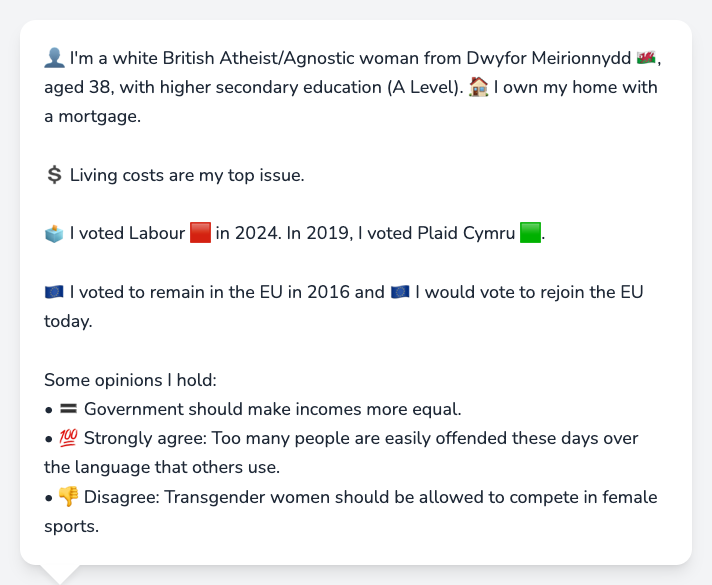 👤 I'm a white British Atheist/Agnostic woman from Dwyfor Meirionnydd 🏴󠁧󠁢󠁷󠁬󠁳󠁿,
aged 38, with higher secondary education (A Level). 🏠 I own my home with
a mortgage.
💲 Living costs are my top issue.
🗳️ I voted Labour 🟥 in 2024. In 2019, I voted Plaid Cymru 🟩.
🇪🇺 I voted to remain in the EU in 2016 and 🇪🇺 I would vote to rejoin the EU
today.
Some opinions I hold:
• 🟰 Government should make incomes more equal.
• 💯 Strongly agree: Too many people are easily offended these days over
the language that others use.
• 👎 Disagree: Transgender women should be allowed to compete in female
sports.